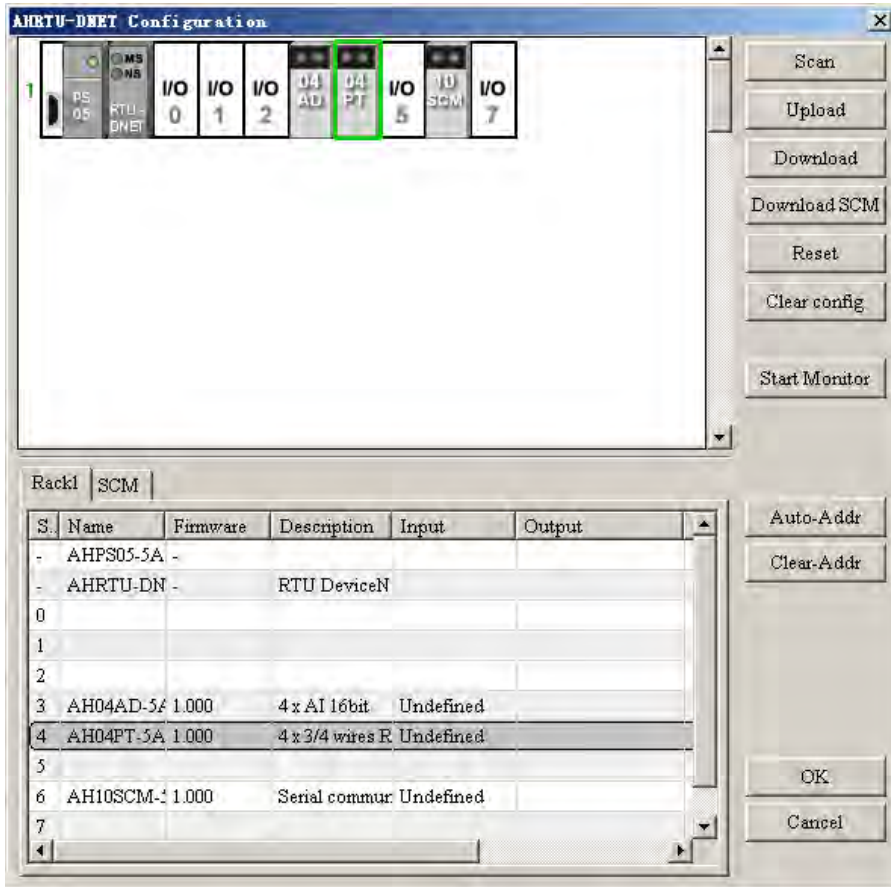 AHRTU-DNET Configuration
1
PS
05
MS
NS
RTU-
DNET
I/O
0
I/O
1
I/O
2
04
AD
04
PT
I/O
5
10
SCM
I/O
7
Scan
Upload
Download
Download SCM
Reset
Clear config
Start Monitor
Rack1 SCM
S. Name Firmware Description Input Output
- AHPS05-5A -
- AHRTU-DN - RTU DeviceN
0
1
2
3 AH04AD-5A 1.000 4 x AI 16bit Undefined
4 AH04PT-5A 1.000 4 x 3/4 wires R Undefined
5
6 AH10SCM-5 1.000 Serial commun Undefined
7
Auto-Addr
Clear-Addr
OK
Cancel